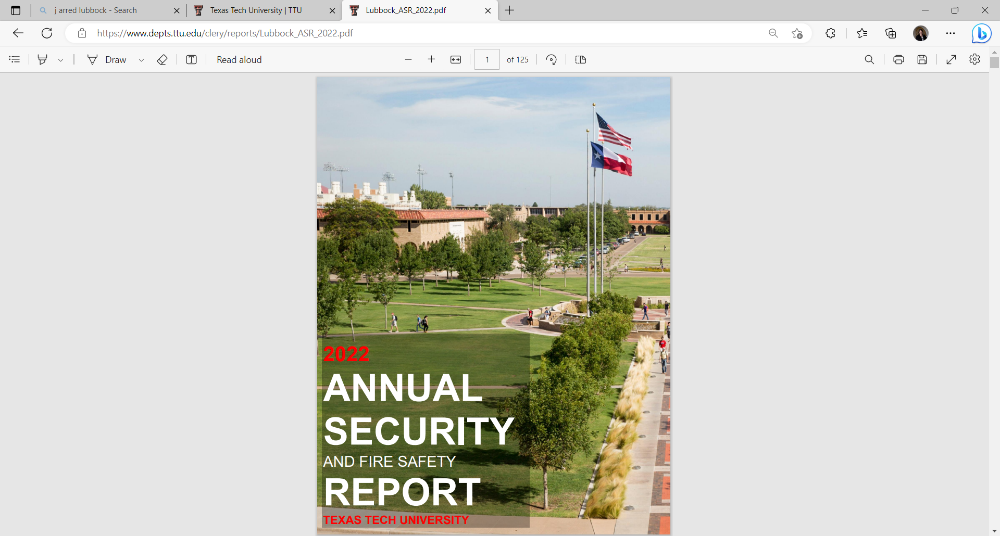 j arred lubbock - Search
Texas Tech University | TTU
Lubbock_ASR_2022.pdf
https://www.depts.ttu.edu/clery/reports/Lubbock_ASR_2022.pdf
Draw
T
Read aloud
1 of 125
2022
ANNUAL
SECURITY
AND FIRE SAFETY
REPORT
TEXAS TECH UNIVERSITY